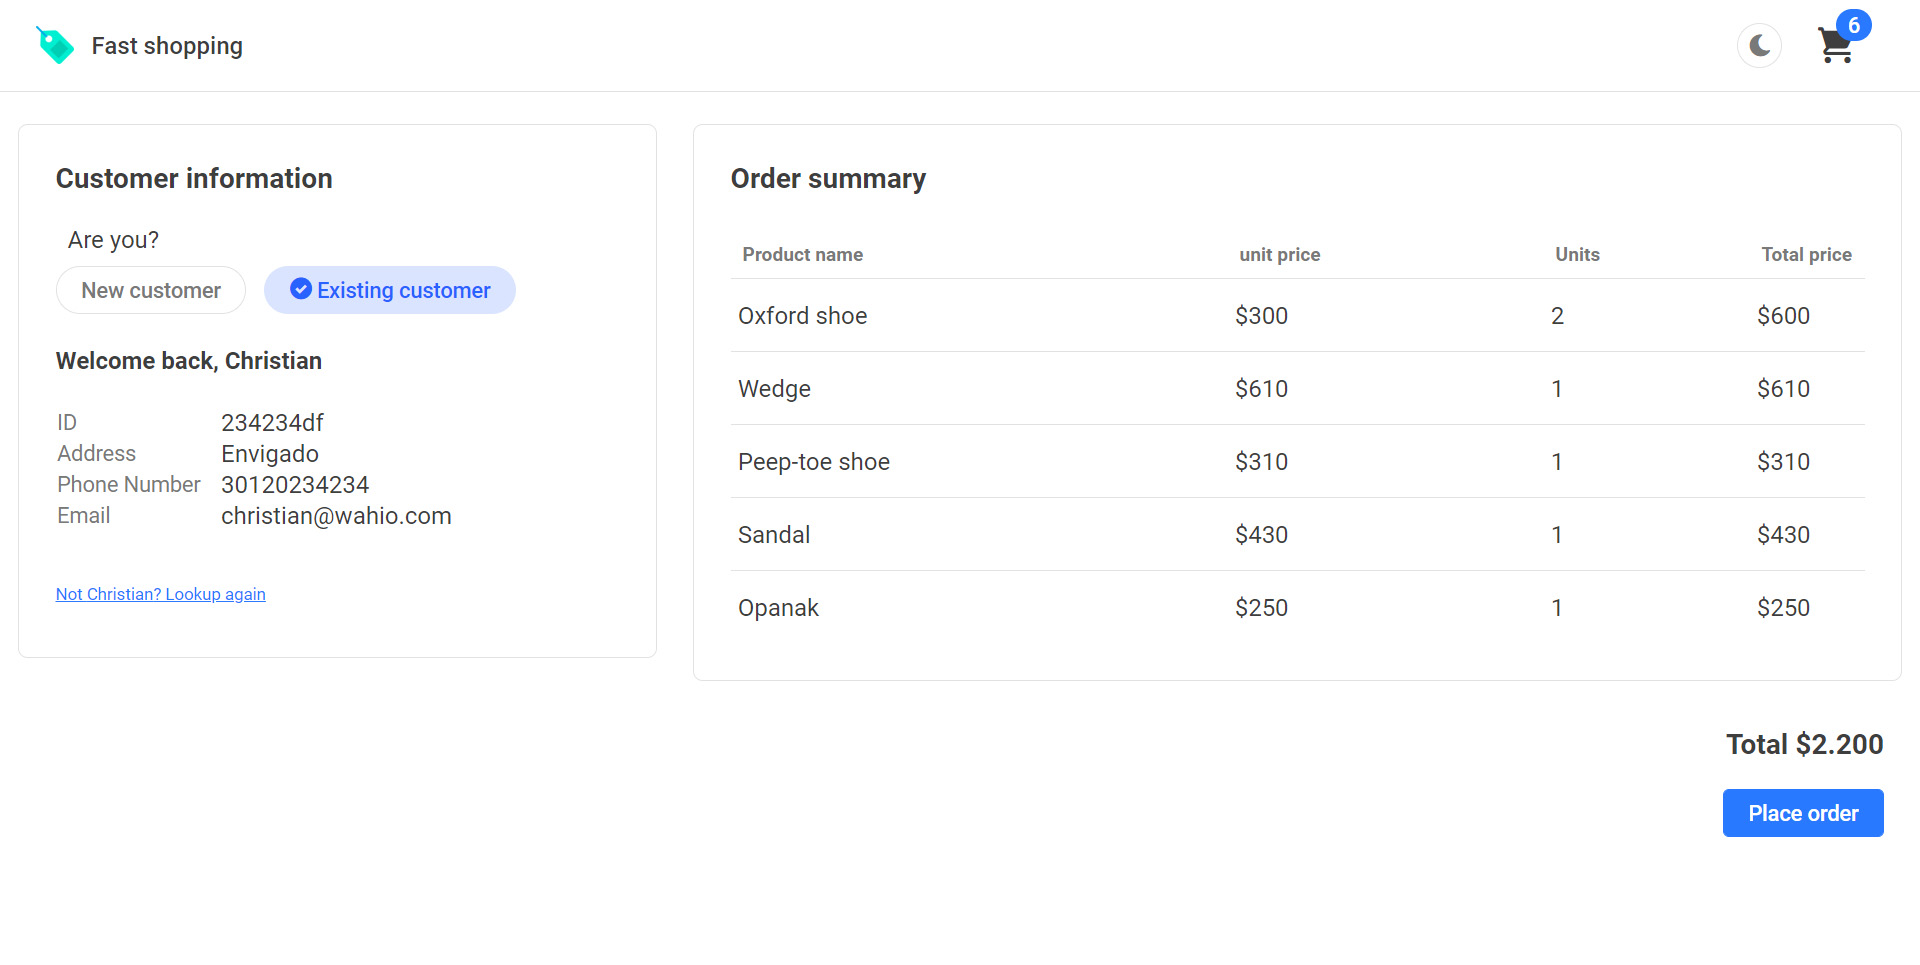 Fast shopping
6
Customer information
Are you?
New customer
Existing customer
Welcome back, Christian
ID 234234df
Address Envigado
Phone Number 30120234234
Email christian@wahio.com
Not Christian? Lookup again
Order summary
Product name unit price Units Total price
Oxford shoe $300 2 $600
Wedge $610 1 $610
Peep-toe shoe $310 1 $310
Sandal $430 1 $430
Opanak $250 1 $250
Total $2.200
Place order